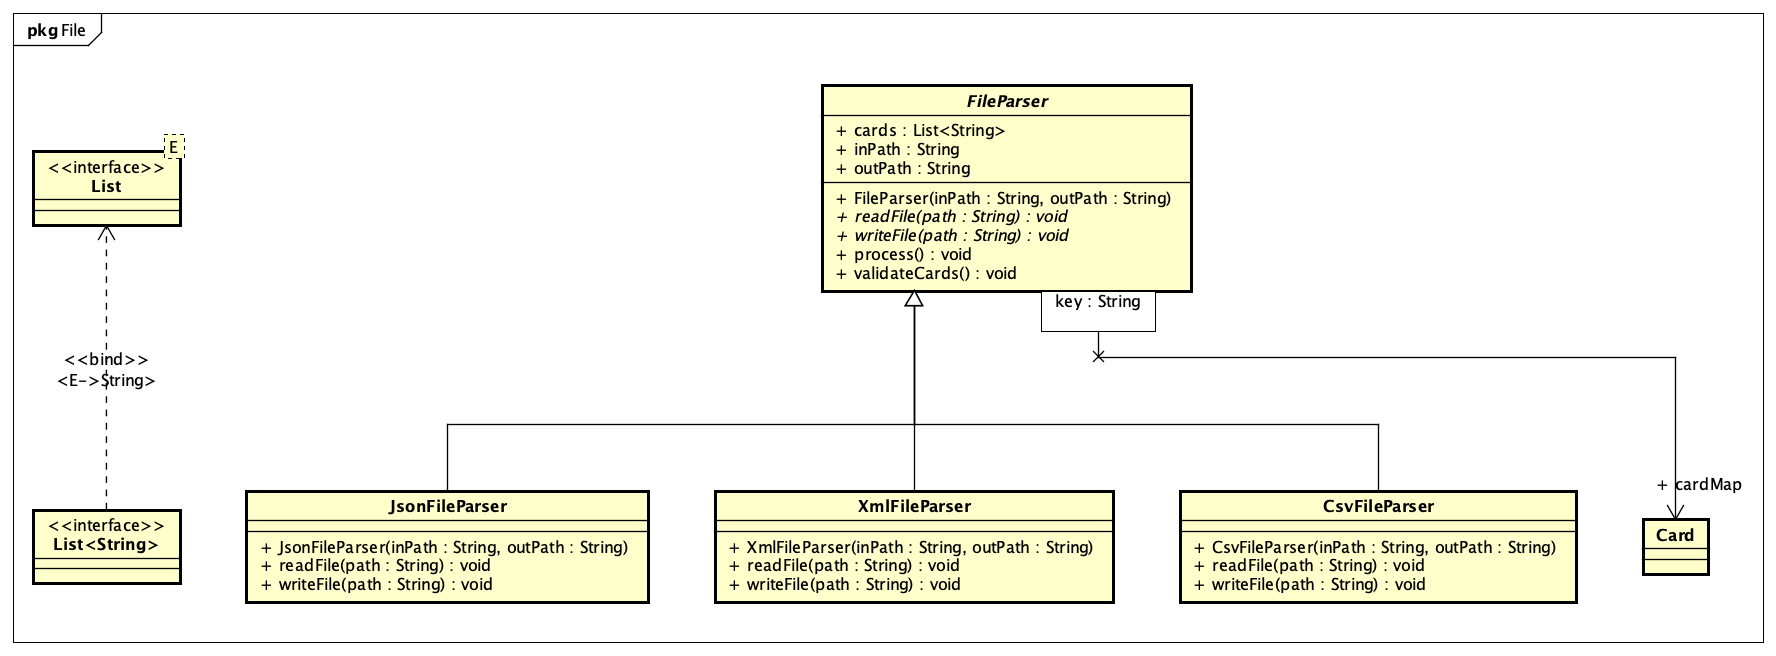 pkg File
E
<<interface>>
List
<<bind>>
<E->String>
<<interface>>
List<String>
FileParser
+ cards : List<String>
+ inPath : String
+ outPath : String
+ FileParser(inPath : String, outPath : String)
+ readFile(path : String) : void
+ writeFile(path : String) : void
+ process() : void
+ validateCards() : void
key : String
JsonFileParser
+ JsonFileParser(inPath : String, outPath : String)
+ readFile(path : String) : void
+ writeFile(path : String) : void
XmlFileParser
+ XmlFileParser(inPath : String, outPath : String)
+ readFile(path : String) : void
+ writeFile(path : String) : void
CsvFileParser
+ CsvFileParser(inPath : String, outPath : String)
+ readFile(path : String) : void
+ writeFile(path : String) : void
+ cardMap
Card